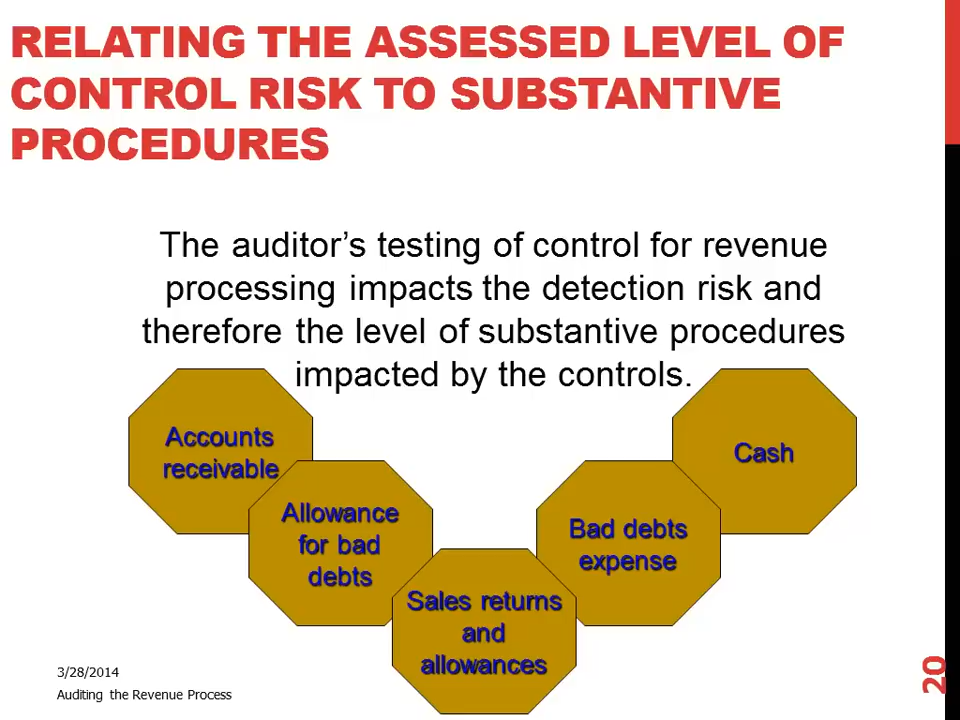 RELATING THE ASSESSED LEVEL OF
CONTROL RISK TO SUBSTANTIVE
PROCEDURES
The auditor’s testing of control for revenue
processing impacts the detection risk and
therefore the level of substantive procedures
impacted by the controls.
Accounts
receivable
Allowance
for bad
debts
Sales returns
and
allowances
Bad debts
expense
Cash
3/28/2014
Auditing the Revenue Process
20